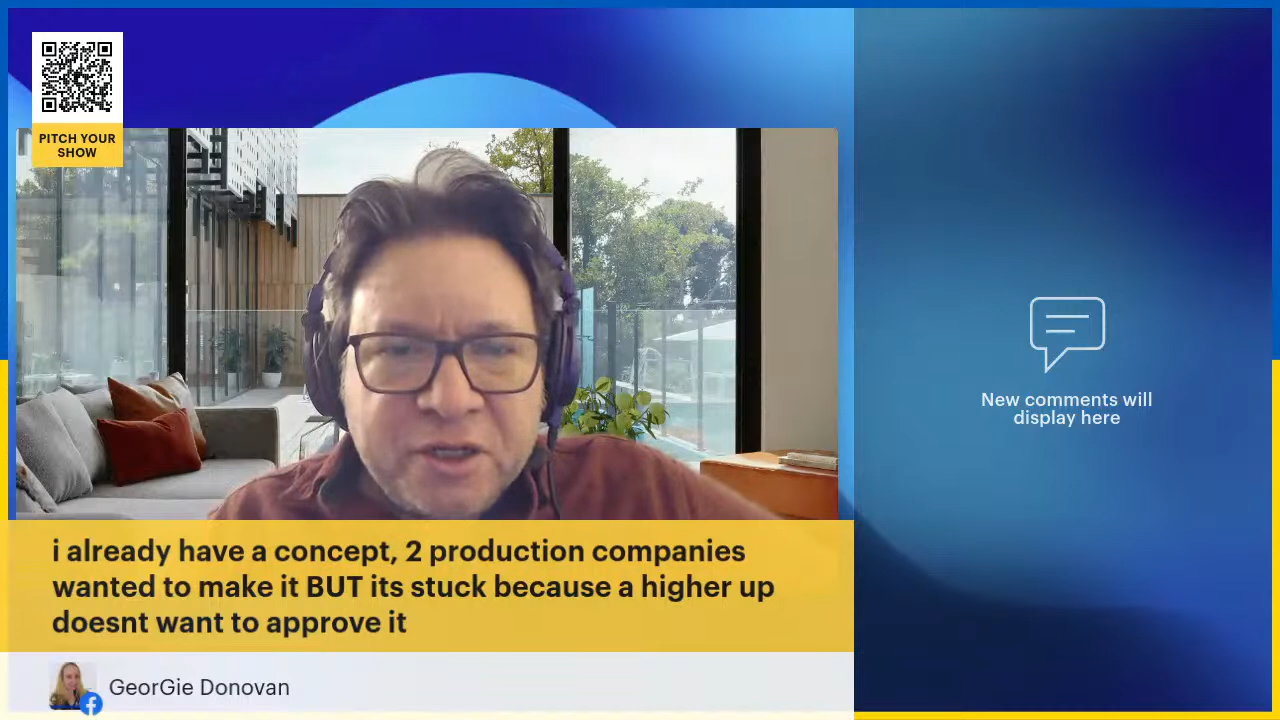 PITCH YOUR
SHOW
i already have a concept, 2 production companies
wanted to make it BUT its stuck because a higher up
doesnt want to approve it
GeorGie Donovan
New comments will
display here